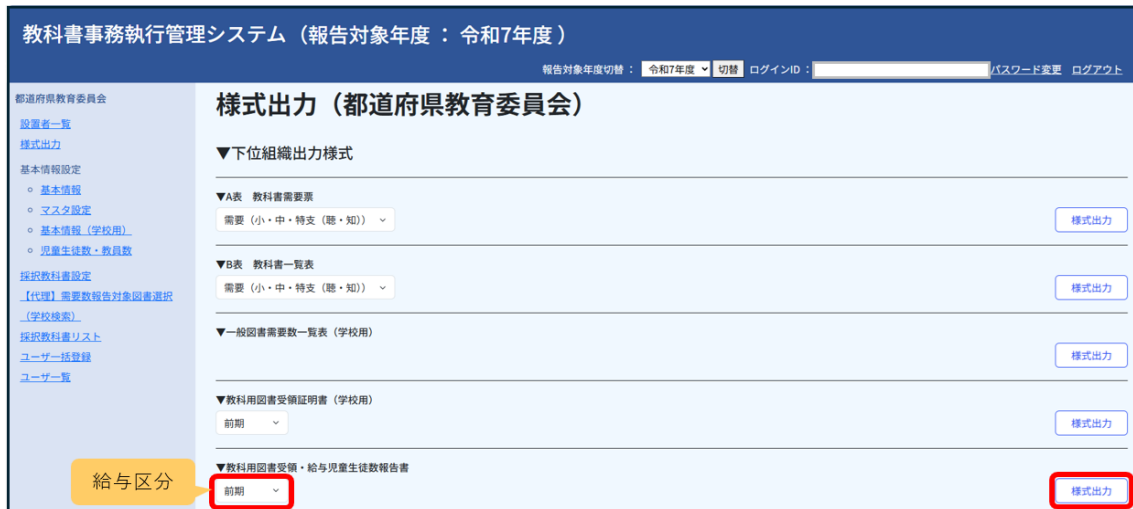 教科書事務執行管理システム（報告対象年度 ： 令和7年度 ）
報告対象年度切替 ： 令和7年度 切替 ログインID ： パスワード変更 ログアウト
都道府県教育委員会
設置者一覧
様式出力
基本情報設定
基本情報
マスタ設定
基本情報（学校用）
児童生徒数・教員数
採択教科書設定
【代理】需要数報告対象図書選択
（学校検索）
採択教科書リスト
ユーザ一括登録
ユーザ一覧
様式出力（都道府県教育委員会）
▼下位組織出力様式
▼A表　教科書需要票
需要（小・中・特支（聴・知）） 様式出力
▼B表　教科書一覧表
需要（小・中・特支（聴・知）） 様式出力
▼一般図書需要数一覧表（学校用）
様式出力
▼教科用図書受領証明書（学校用）
前期 様式出力
▼教科用図書受領・給与児童生徒数報告書
給与区分 前期 様式出力